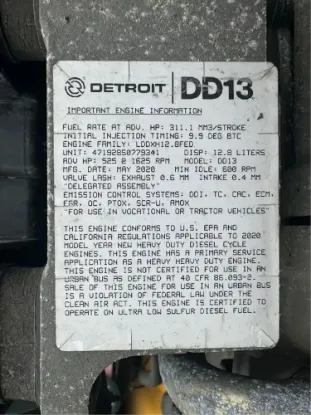 DETROIT DD13
IMPORTANT ENGINE INFORMATION
FUEL RATE AT ADV. HP: 311.1 MM3/STROKE
INITIAL INJECTION TIMING: 9.9 DEG BTC
ENGINE FAMILY: LDDXH12.8FED
UNIT: 471928S0779341 DISP: 12.8 LITERS
ADV HP: 525 @ 1625 RPM MODEL: DD13
MFG. DATE: MAY 2020 MIN IDLE: 600 RPM
VALVE LASH: EXHAUST 0.6 MM INTAKE 0.4 MM
"DELEGATED ASSEMBLY"
EMISSION CONTROL SYSTEMS: DDI, TC, CAC, ECM,
EGR, OC, PTOX, SCR-U, AMOX
"FOR USE IN VOCATIONAL OR TRACTOR VEHICLES"
THIS ENGINE CONFORMS TO U.S. EPA AND
CALIFORNIA REGULATIONS APPLICABLE TO 2020
MODEL YEAR NEW HEAVY DUTY DIESEL CYCLE
ENGINES. THIS ENGINE HAS A PRIMARY SERVICE
APPLICATION AS A HEAVY HEAVY DUTY ENGINE.
THIS ENGINE IS NOT CERTIFIED FOR USE IN AN
URBAN BUS AS DEFINED AT 40 CFR 86.093-2.
SALE OF THIS ENGINE FOR USE IN AN URBAN BUS
IS A VIOLATION OF FEDERAL LAW UNDER THE
CLEAN AIR ACT. THIS ENGINE IS CERTIFIED TO
OPERATE ON ULTRA LOW SULFUR DIESEL FUEL.